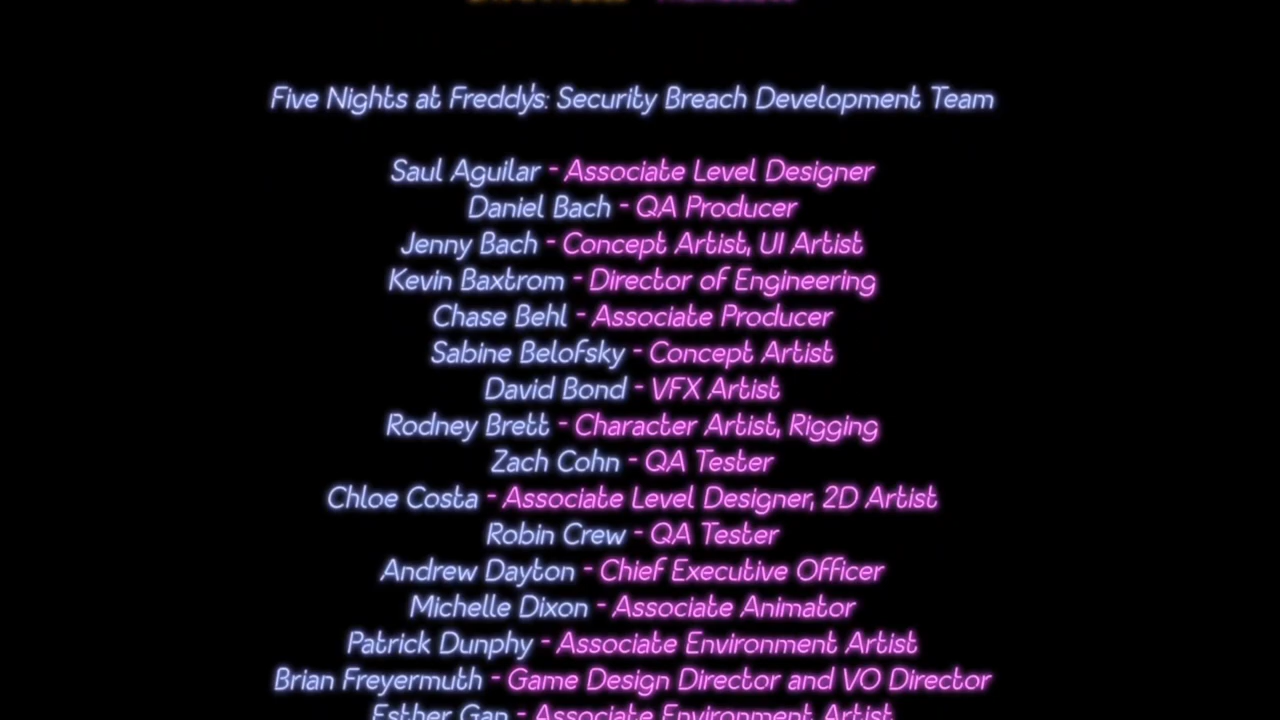 Five Nights at Freddy's: Security Breach Development Team
Saul Aguilar - Associate Level Designer
Daniel Bach - QA Producer
Jenny Bach - Concept Artist, UI Artist
Kevin Baxtrom - Director of Engineering
Chase Behl - Associate Producer
Sabine Belofsky - Concept Artist
David Bond - VFX Artist
Rodney Brett - Character Artist, Rigging
Zach Cohn - QA Tester
Chloe Costa - Associate Level Designer, 2D Artist
Robin Crew - QA Tester
Andrew Dayton - Chief Executive Officer
Michelle Dixon - Associate Animator
Patrick Dunphy - Associate Environment Artist
Brian Freyermuth - Game Design Director and VO Director
Esther Gan - Associate Environment Artist